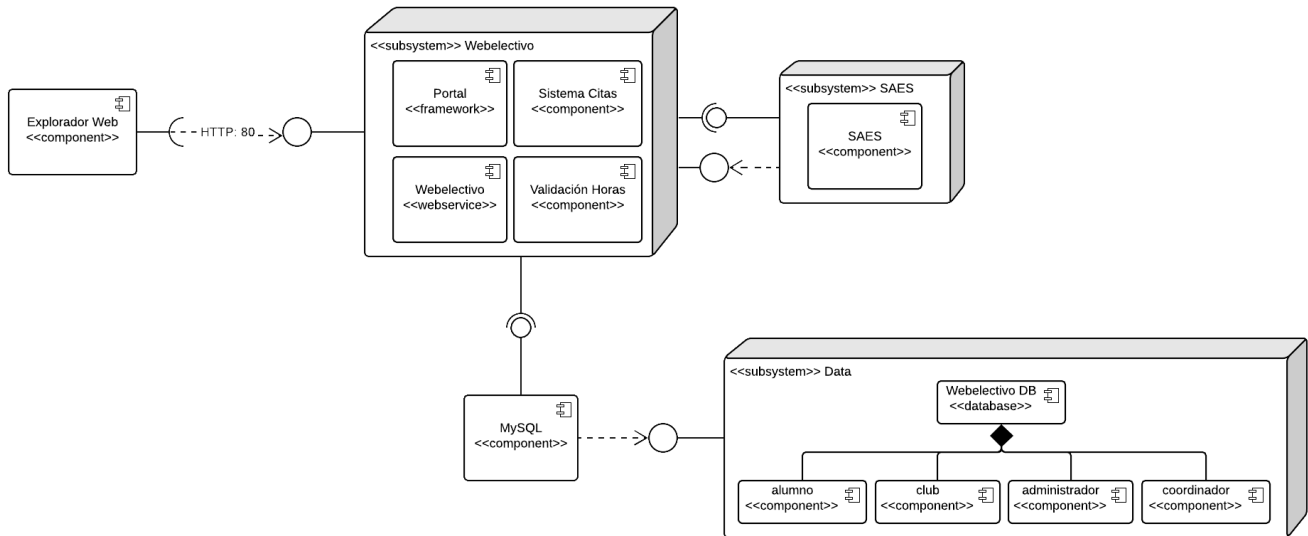 <<subsystem>> Webelectivo
Portal
<<framework>>
Sistema Citas
<<component>>
Webelectivo
<<webservice>>
Validación Horas
<<component>>
Explorador Web
<<component>>
HTTP: 80
<<subsystem>> SAES
SAES
<<component>>
MySQL
<<component>>
<<subsystem>> Data
Webelectivo DB
<<database>>
alumno
<<component>>
club
<<component>>
administrador
<<component>>
coordinador
<<component>>